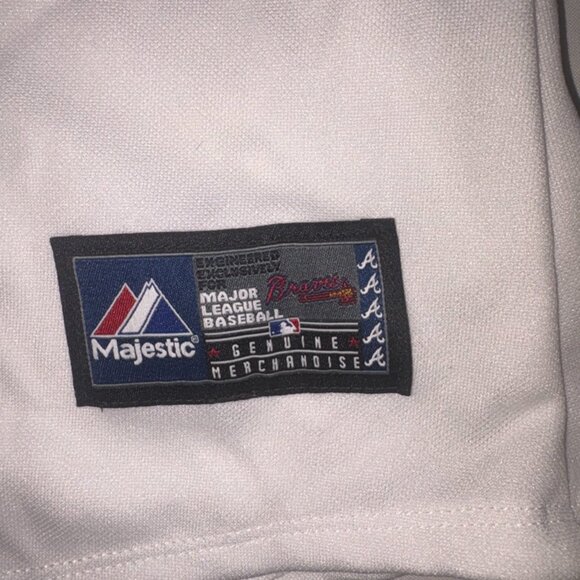 Majestic®
ENGINEERED
EXCLUSIVELY
FOR
MAJOR
LEAGUE
BASEBALL
Braves
GENUINE
MERCHANDISE
A
A
A
A
A